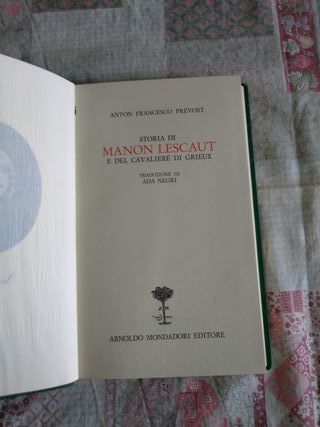 ANTON FRANCESCO PRÉVOST
STORIA DI
MANON LESCAUT
E DEL CAVALIERE DI GRIEUX
TRADUZIONE DI
ADA NEGRI
ARNOLDO MONDADORI EDITORE